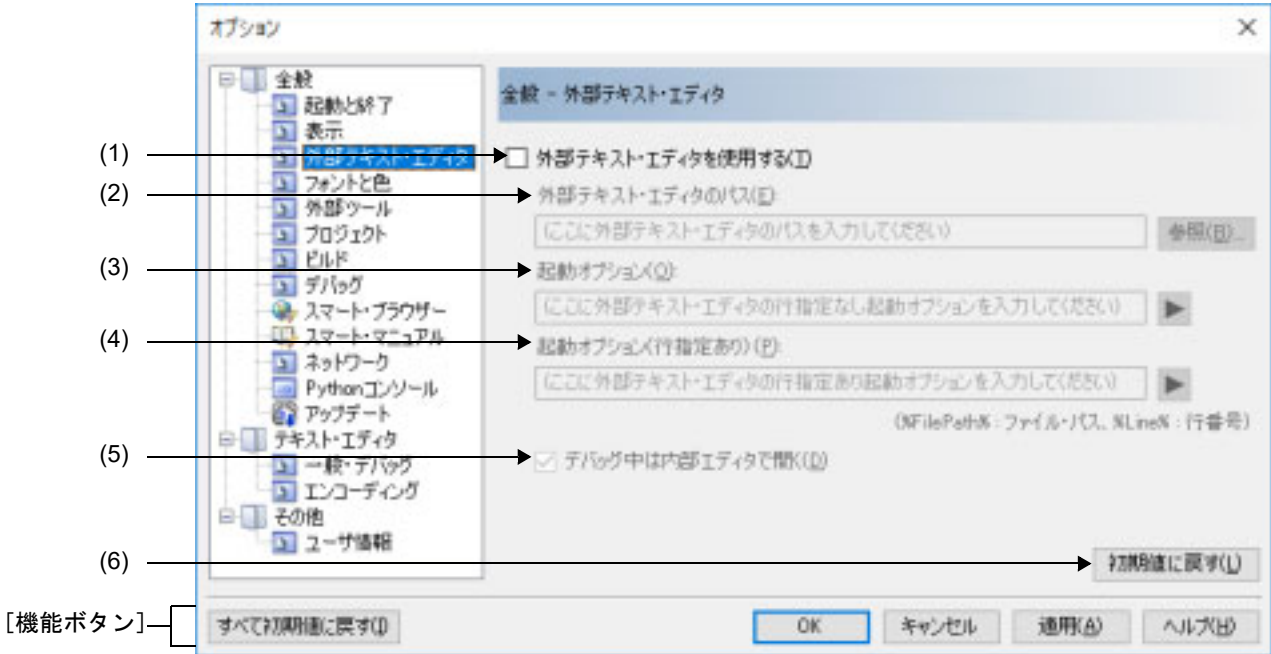 オプション
全般
起動と終了
表示
外部テキスト・エディタ
フォントと色
外部ツール
プロジェクト
ビルド
デバッグ
スマート・ブラウザー
スマート・マニュアル
ネットワーク
Pythonコンソール
アップデート
テキスト・エディタ
一般・デバッグ
エンコーディング
その他
ユーザ情報
全般 - 外部テキスト・エディタ
(1)
外部テキスト・エディタを使用する(T)
(2)
外部テキスト・エディタのパス(E):
(ここに外部テキスト・エディタのパスを入力してください)
参照(R)...
(3)
起動オプション(O):
(ここに外部テキスト・エディタの行指定なし起動オプションを入力してください)
(4)
起動オプション(行指定あり)(P):
(ここに外部テキスト・エディタの行指定あり起動オプションを入力してください)
(%FilePath% : ファイル・パス、%Line% : 行番号)
(5)
デバッグ中は内部エディタで開く(D)
(6)
初期値に戻す(L)
[機能ボタン]
すべて初期値に戻す(I)
OK
キャンセル
適用(A)
ヘルプ(H)